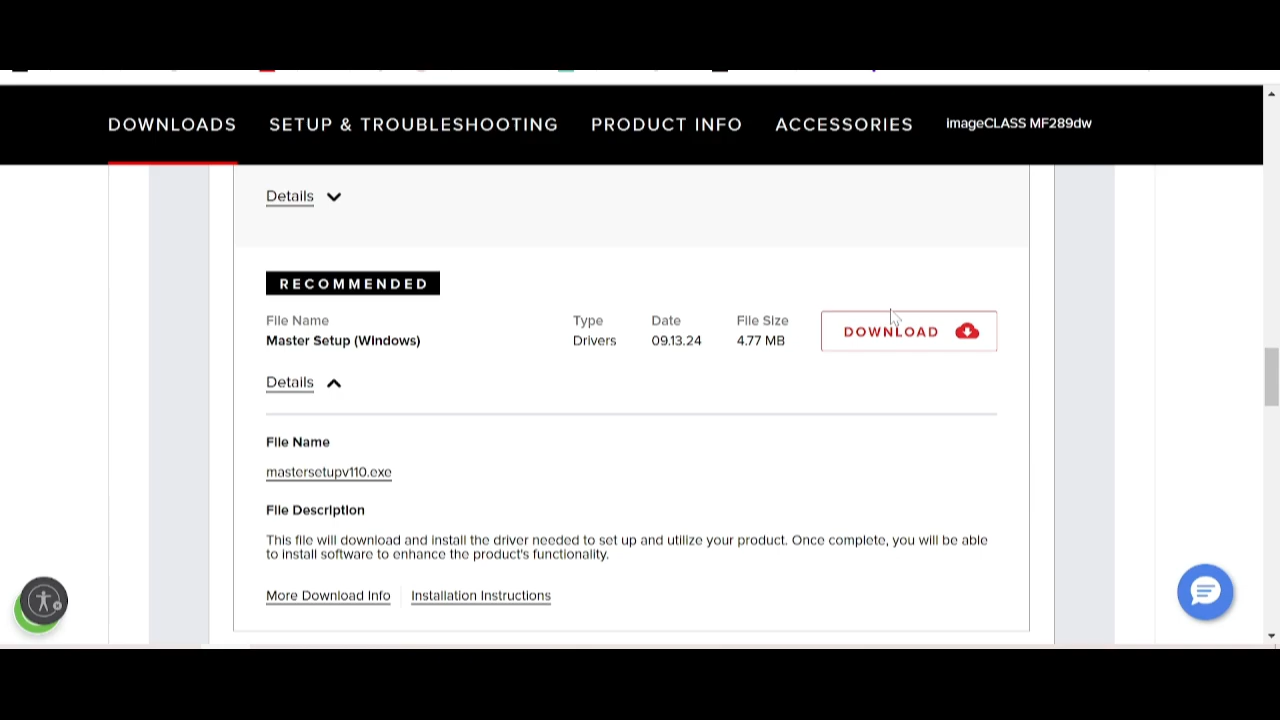 DOWNLOADS SETUP & TROUBLESHOOTING PRODUCT INFO ACCESSORIES imageCLASS MF289dw
Details
RECOMMENDED
File Name Type Date File Size
Master Setup (Windows) Drivers 09.13.24 4.77 MB
DOWNLOAD
Details
File Name
mastersetupv110.exe
File Description
This file will download and install the driver needed to set up and utilize your product. Once complete, you will be able
to install software to enhance the product's functionality.
More Download Info Installation Instructions